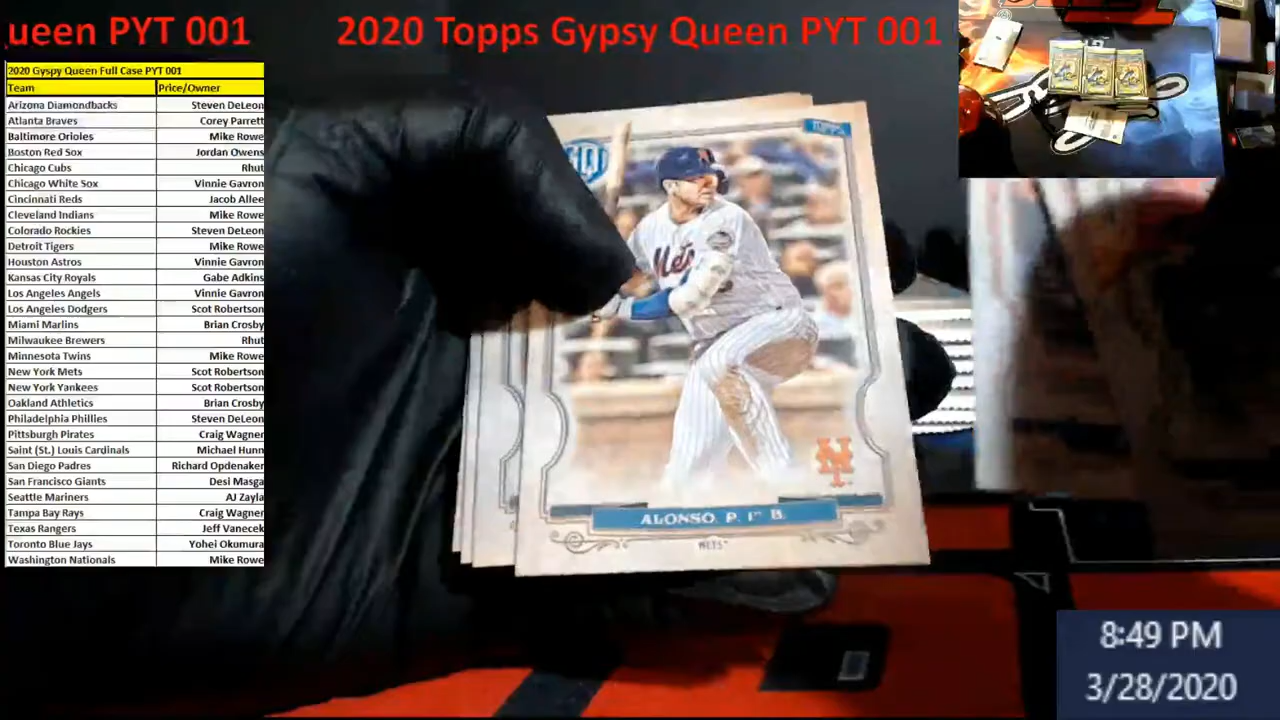 ueen PYT 001
2020 Topps Gypsy Queen PYT 001
2020 Gyspy Queen Full Case PYT 001
Team Price/Owner
Arizona Diamondbacks Steven DeLeon
Atlanta Braves Corey Parrett
Baltimore Orioles Mike Rowe
Boston Red Sox Jordan Owens
Chicago Cubs Rhut
Chicago White Sox Vinnie Gavron
Cincinnati Reds Jacob Allee
Cleveland Indians Mike Rowe
Colorado Rockies Steven DeLeon
Detroit Tigers Mike Rowe
Houston Astros Vinnie Gavron
Kansas City Royals Gabe Adkins
Los Angeles Angels Vinnie Gavron
Los Angeles Dodgers Scot Robertson
Miami Marlins Brian Crosby
Milwaukee Brewers Rhut
Minnesota Twins Mike Rowe
New York Mets Scot Robertson
New York Yankees Scot Robertson
Oakland Athletics Brian Crosby
Philadelphia Phillies Steven DeLeon
Pittsburgh Pirates Craig Wagner
Saint (St.) Louis Cardinals Michael Hunn
San Diego Padres Richard Opdenaker
San Francisco Giants Desi Masga
Seattle Mariners AJ Zayla
Tampa Bay Rays Craig Wagner
Texas Rangers Jeff Vanecek
Toronto Blue Jays Yohei Okumura
Washington Nationals Mike Rowe
TOPPS
GQ
Mets
NY
ALONSO, P. 1ST B.
METS
8:49 PM
3/28/2020